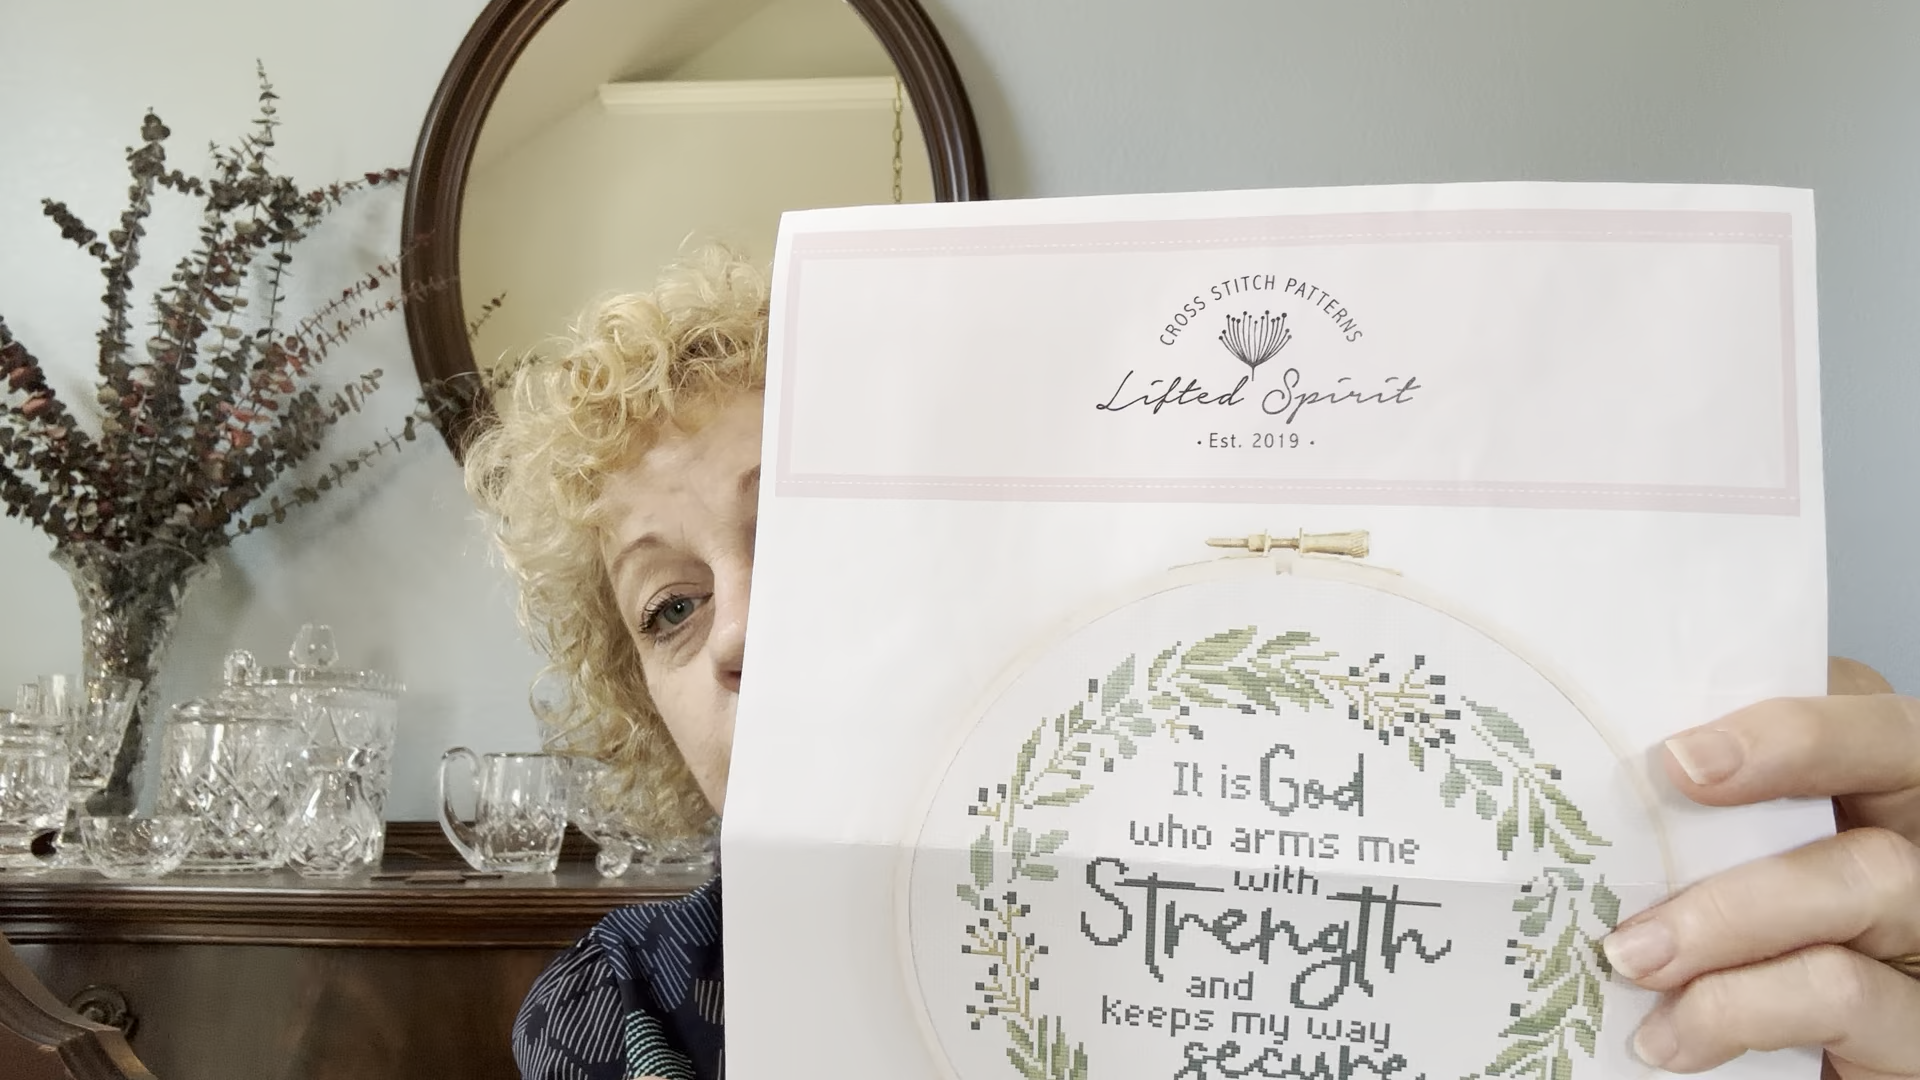 CROSS STITCH PATTERNS
Lifted Spirit
• Est. 2019 •
It is God
who arms me
with
Strength
and
keeps my way
secure